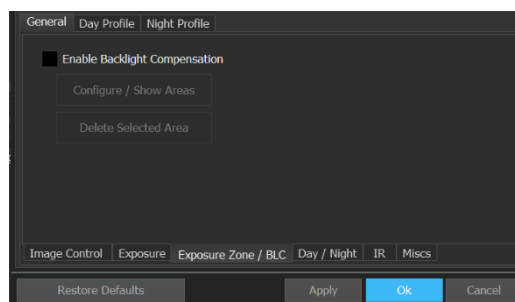 General Day Profile Night Profile
Enable Backlight Compensation
Configure / Show Areas
Delete Selected Area
Image Control Exposure Exposure Zone / BLC Day / Night IR Miscs
Restore Defaults Apply Ok Cancel